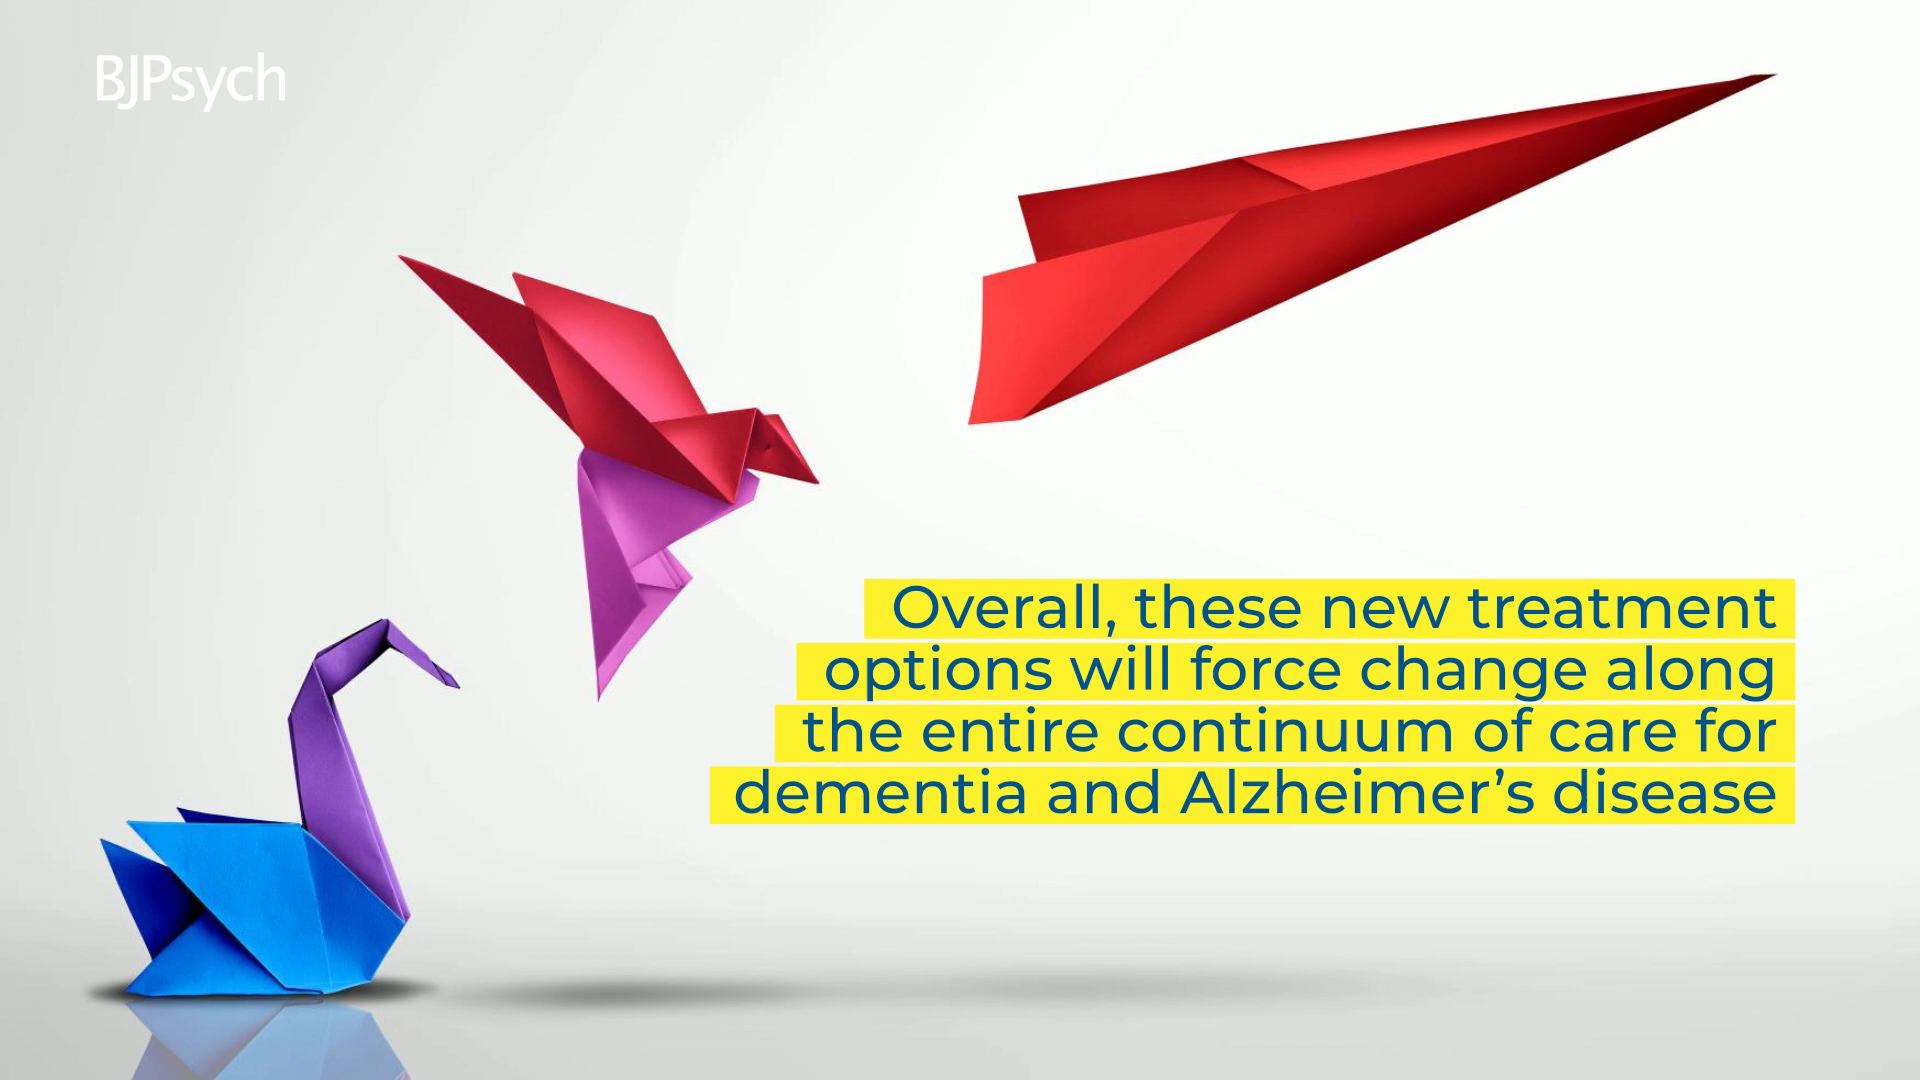 BJPsych
Overall, these new treatment
options will force change along
the entire continuum of care for
dementia and Alzheimer’s disease